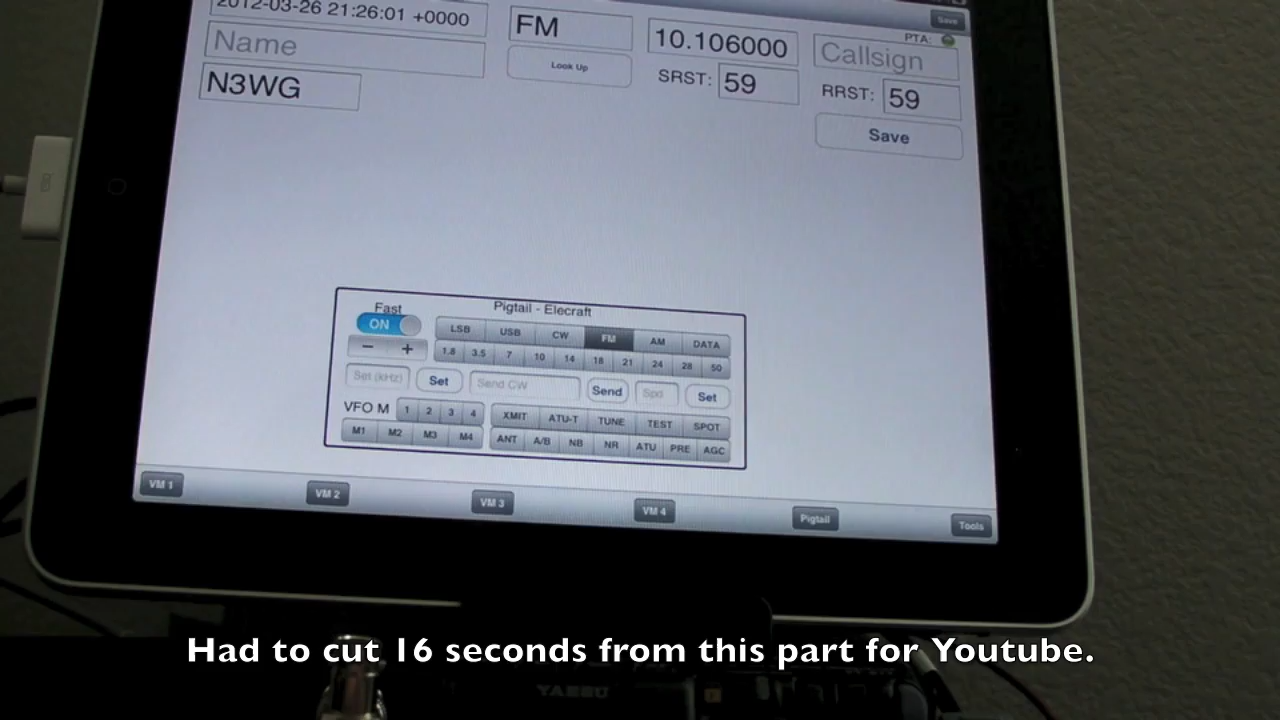 2012-03-26 21:26:01 +0000
FM
10.106000
Save
PTA:
Callsign
Name
Look Up
SRST: 59
RRST: 59
N3WG
Save
Fast
Pigtail - Elecraft
ON
LSB USB CW FM AM DATA
- +
1.8 3.5 7 10 14 18 21 24 28 50
Set (kHz) Set Send CW Send Spd Set
VFO M 1 2 3 4
XMIT ATU-T TUNE TEST SPOT
M1 M2 M3 M4
ANT A/B NB NR ATU PRE AGC
VM 1 VM 2 VM 3 VM 4 Pigtail Tools
Had to cut 16 seconds from this part for Youtube.
YAESU